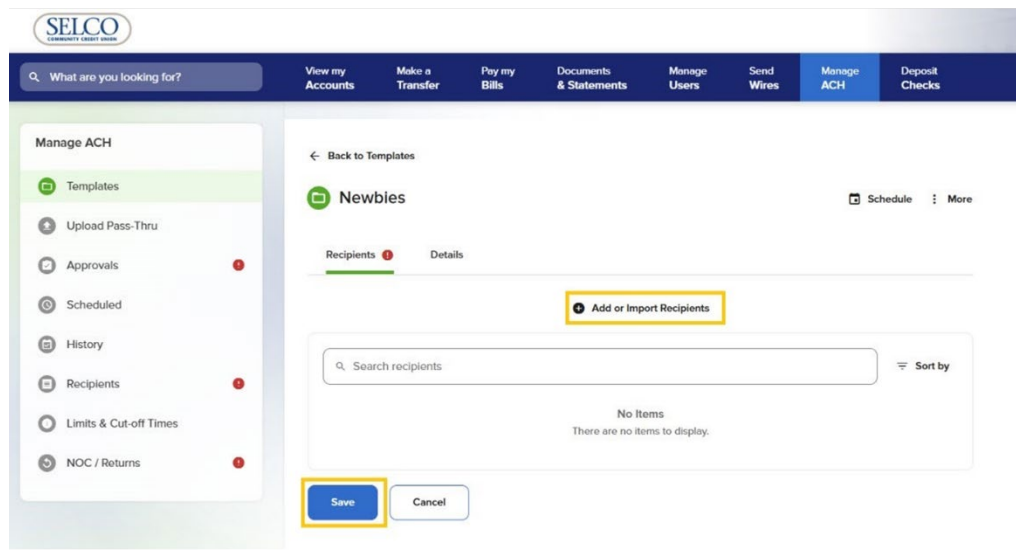 SELCO
COMMUNITY CREDIT UNION
What are you looking for?
View my Accounts
Make a Transfer
Pay my Bills
Documents & Statements
Manage Users
Send Wires
Manage ACH
Deposit Checks
Manage ACH
Templates
Upload Pass-Thru
Approvals
Scheduled
History
Recipients
Limits & Cut-off Times
NOC / Returns
← Back to Templates
Newbies
Schedule
More
Recipients
Details
Add or Import Recipients
Search recipients
Sort by
No Items
There are no items to display.
Save
Cancel